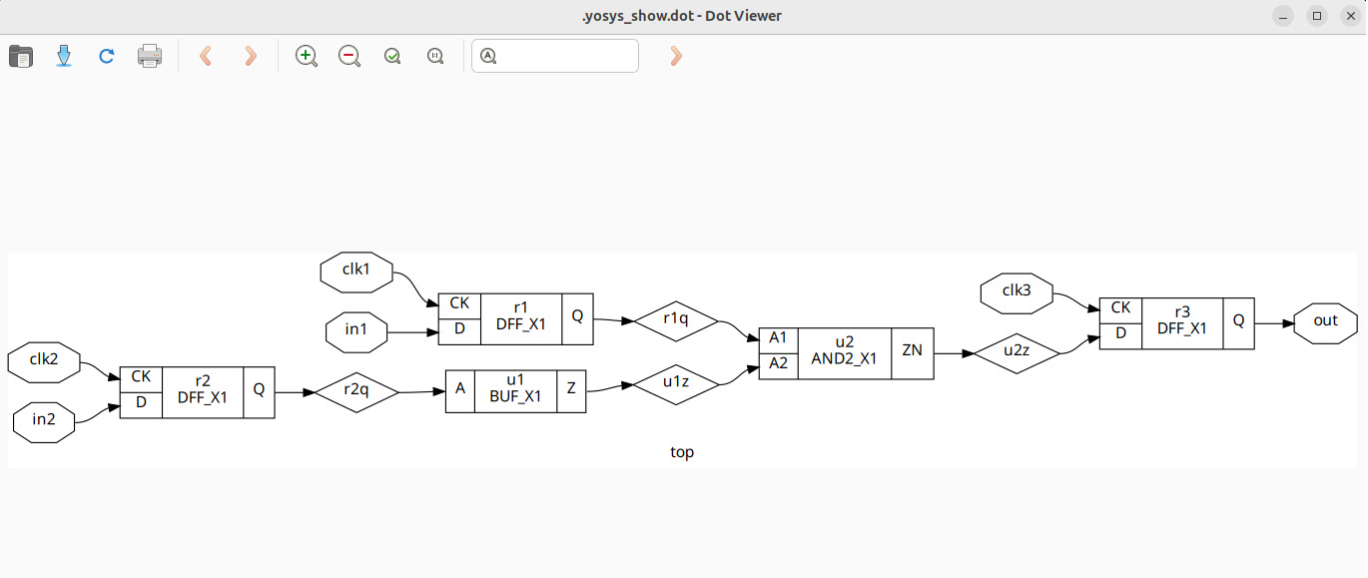 .yosys_show.dot - Dot Viewer
clk1
CK
r1
DFF_X1
Q
D
in1
r1q
clk2
CK
r2
DFF_X1
Q
D
in2
r2q
A
u1
BUF_X1
Z
u1z
A1
u2
AND2_X1
ZN
A2
u2z
clk3
CK
r3
DFF_X1
Q
D
out
top